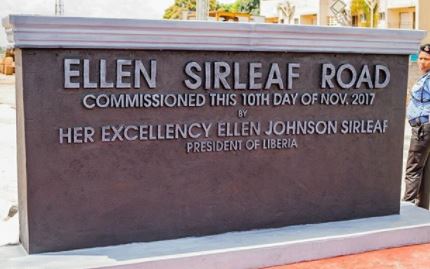 ELLEN SIRLEAF ROAD
COMMISSIONED THIS 10TH DAY OF NOV. 2017
BY
HER EXCELLENCY ELLEN JOHNSON SIRLEAF
PRESIDENT OF LIBERIA